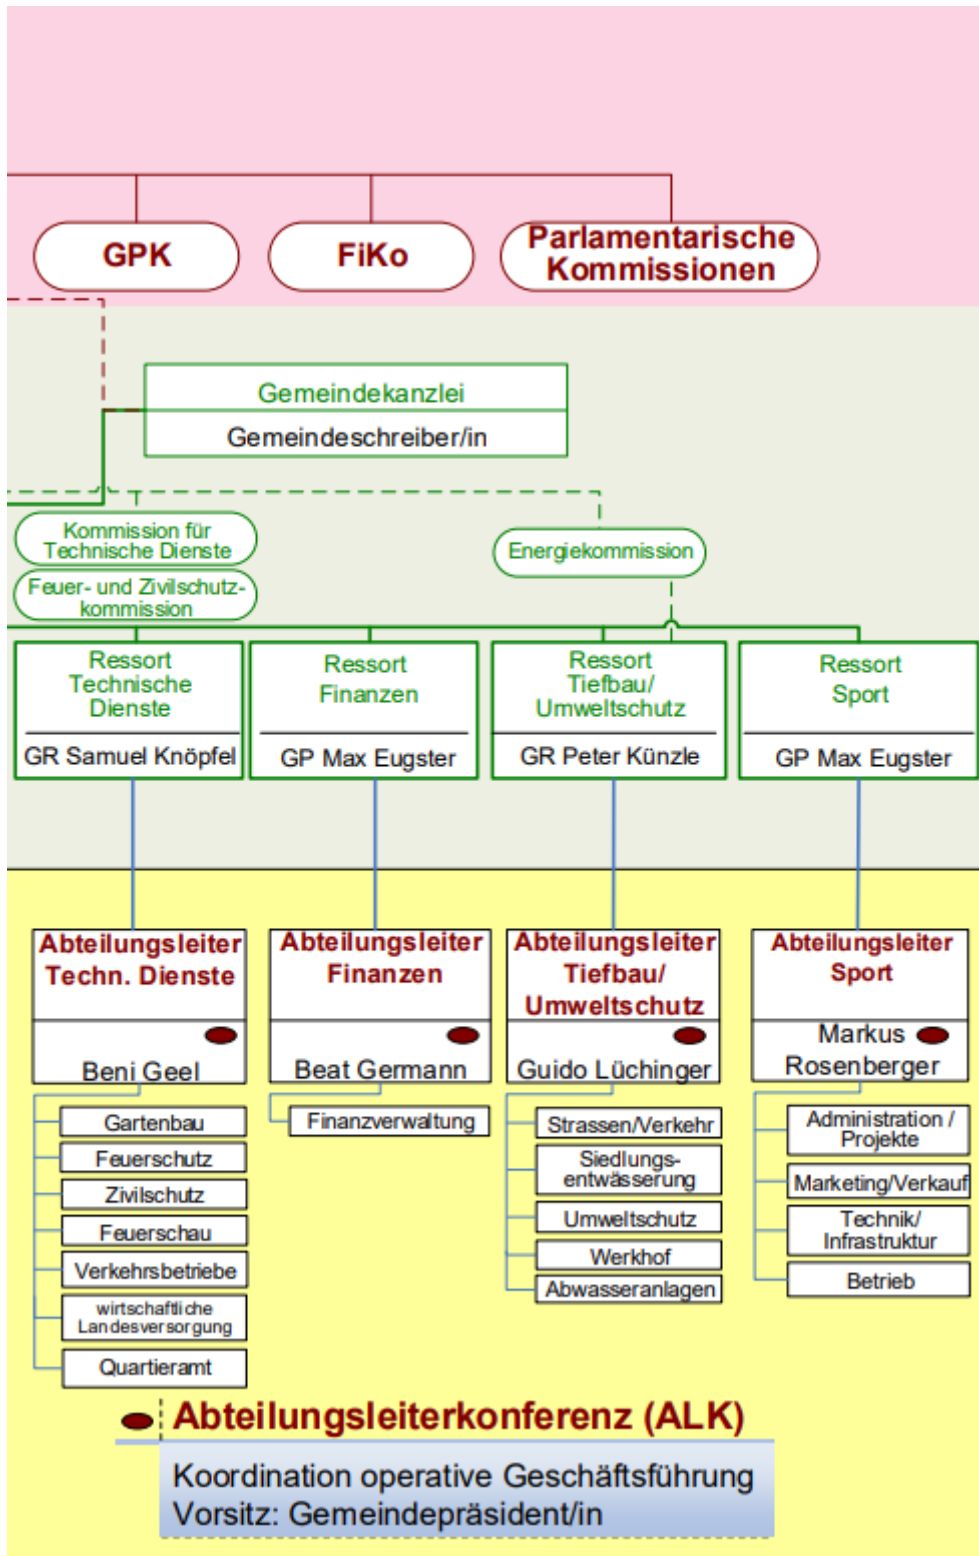 GPK
FiKo
Parlamentarische
Kommissionen
Gemeindekanzlei
Gemeindeschreiber/in
Kommission für
Technische Dienste
Feuer- und Zivilschutz-
kommission
Energiekommission
Ressort
Technische
Dienste
GR Samuel Knöpfel
Ressort
Finanzen
GP Max Eugster
Ressort
Tiefbau/
Umweltschutz
GR Peter Künzle
Ressort
Sport
GP Max Eugster
Abteilungsleiter
Techn. Dienste
Beni Geel
Gartenbau
Feuerschutz
Zivilschutz
Feuerschau
Verkehrsbetriebe
wirtschaftliche
Landesversorgung
Quartieramt
Abteilungsleiter
Finanzen
Beat Germann
Finanzverwaltung
Abteilungsleiter
Tiefbau/
Umweltschutz
Guido Lüchinger
Strassen/Verkehr
Siedlungs-
entwässerung
Umweltschutz
Werkhof
Abwasseranlagen
Abteilungsleiter
Sport
Markus
Rosenberger
Administration /
Projekte
Marketing/Verkauf
Technik/
Infrastruktur
Betrieb
Abteilungsleiterkonferenz (ALK)
Koordination operative Geschäftsführung
Vorsitz: Gemeindepräsident/in